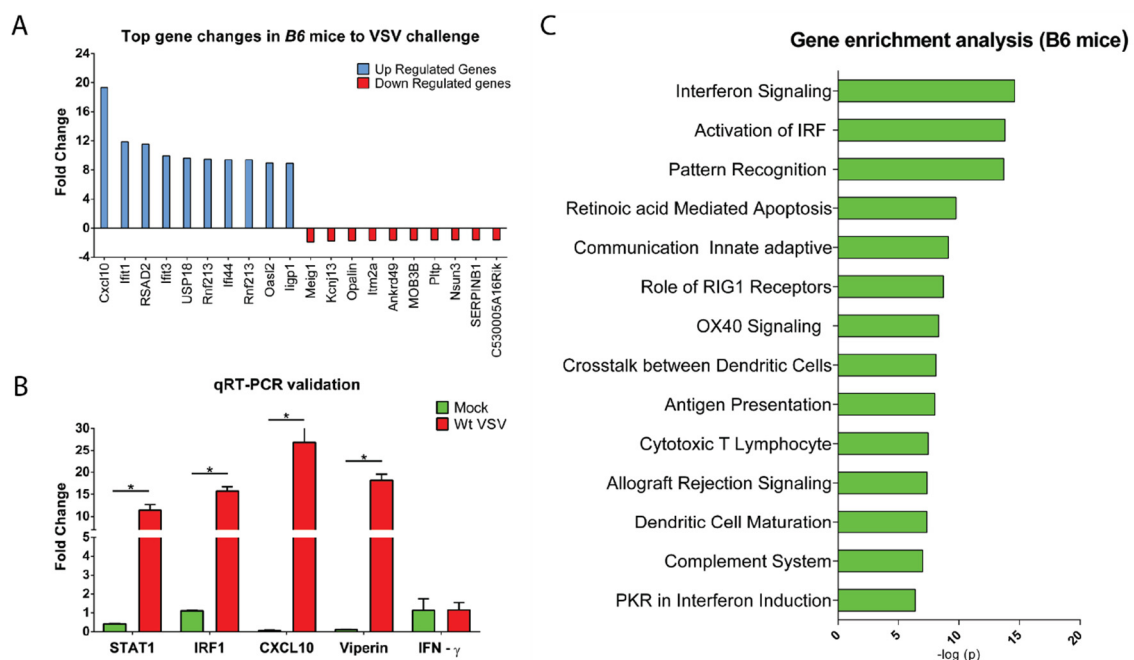 A
Top gene changes in B6 mice to VSV challenge
Up Regulated Genes
Down Regulated genes
Fold Change
24
20
16
12
8
4
0
-4
Cxcl10
Ifit1
RSAD2
Ifit3
USP18
Rnf213
Ifi44
Rnf213
Oasl2
Iigp1
Meig1
Kcnj13
Opalin
Itm2a
Ankrd49
MOB3B
Pltp
Nsun3
SERPINB1
C530005A16Rik
B
qRT-PCR validation
Mock
Wt VSV
Fold Change
30
25
20
15
10
5
4
3
2
1
0
*
*
*
*
STAT1 IRF1 CXCL10 Viperin IFN - γ
C
Gene enrichment analysis (B6 mice)
Interferon Signaling
Activation of IRF
Pattern Recognition
Retinoic acid Mediated Apoptosis
Communication Innate adaptive
Role of RIG1 Receptors
OX40 Signaling
Crosstalk between Dendritic Cells
Antigen Presentation
Cytotoxic T Lymphocyte
Allograft Rejection Signaling
Dendritic Cell Maturation
Complement System
PKR in Interferon Induction
0 5 10 15 20
-log (p)